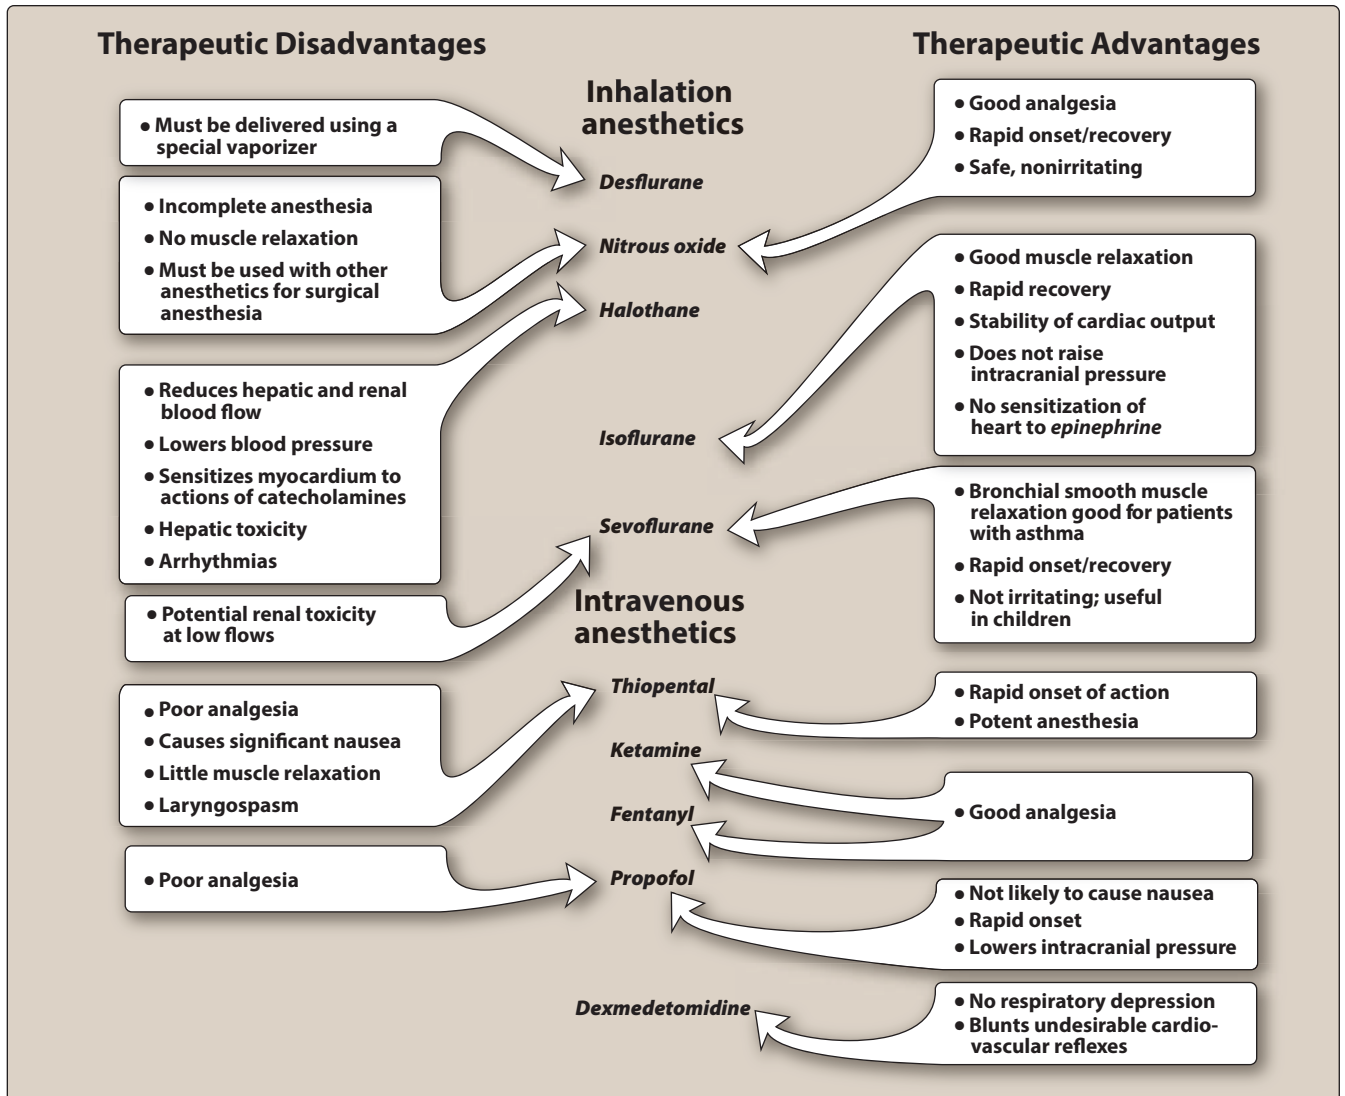 Therapeutic Disadvantages
Therapeutic Advantages
Inhalation
anesthetics
• Must be delivered using a
special vaporizer
• Incomplete anesthesia
• No muscle relaxation
• Must be used with other
anesthetics for surgical
anesthesia
• Reduces hepatic and renal
blood flow
• Lowers blood pressure
• Sensitizes myocardium to
actions of catecholamines
• Hepatic toxicity
• Arrhythmias
• Potential renal toxicity
at low flows
Desflurane
Nitrous oxide
Halothane
Isoflurane
Sevoflurane
• Good analgesia
• Rapid onset/recovery
• Safe, nonirritating
• Good muscle relaxation
• Rapid recovery
• Stability of cardiac output
• Does not raise
intracranial pressure
• No sensitization of
heart to epinephrine
• Bronchial smooth muscle
relaxation good for patients
with asthma
• Rapid onset/recovery
• Not irritating; useful
in children
Intravenous
anesthetics
• Poor analgesia
• Causes significant nausea
• Little muscle relaxation
• Laryngospasm
• Poor analgesia
Thiopental
Ketamine
Fentanyl
Propofol
Dexmedetomidine
• Rapid onset of action
• Potent anesthesia
• Good analgesia
• Not likely to cause nausea
• Rapid onset
• Lowers intracranial pressure
• No respiratory depression
• Blunts undesirable cardio-
vascular reflexes